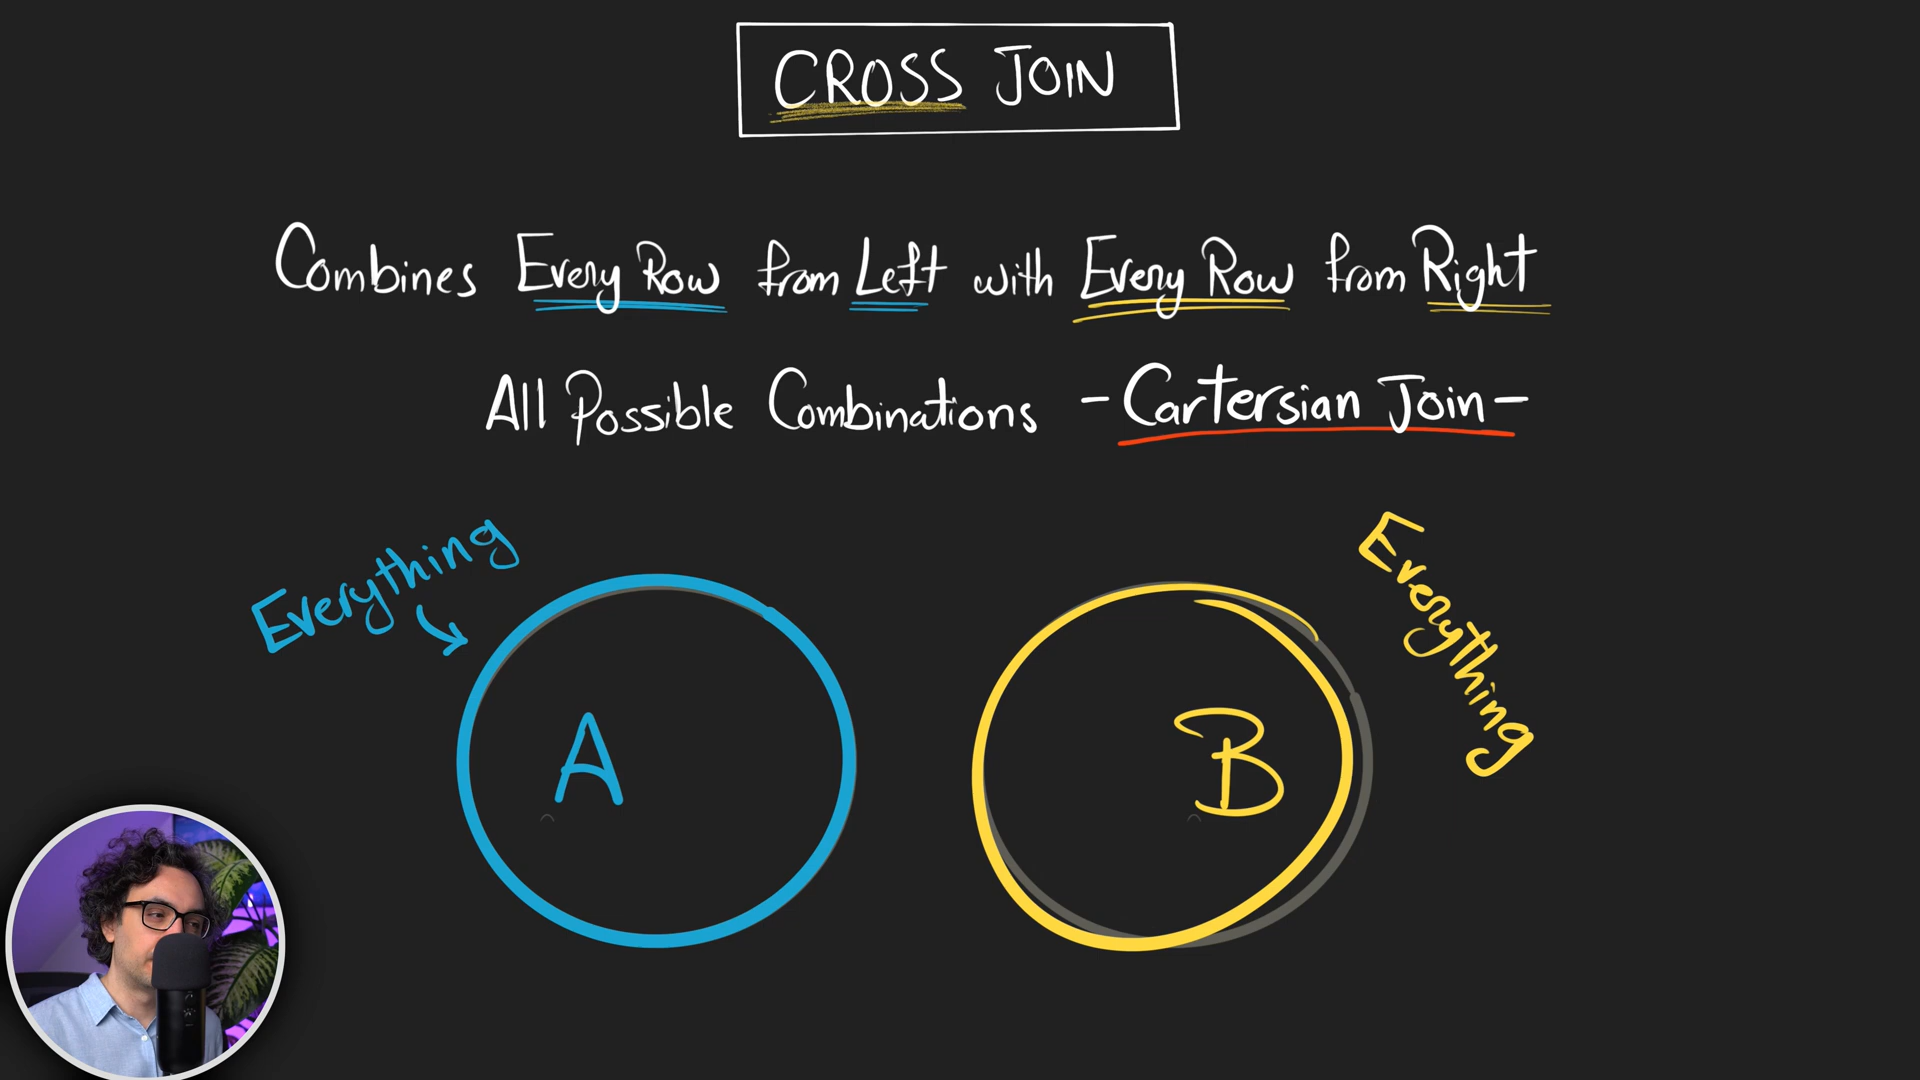 CROSS JOIN
Combines Every Row from Left with Every Row from Right
All Possible Combinations - Cartersian Join -
Everything
Everything
A
B